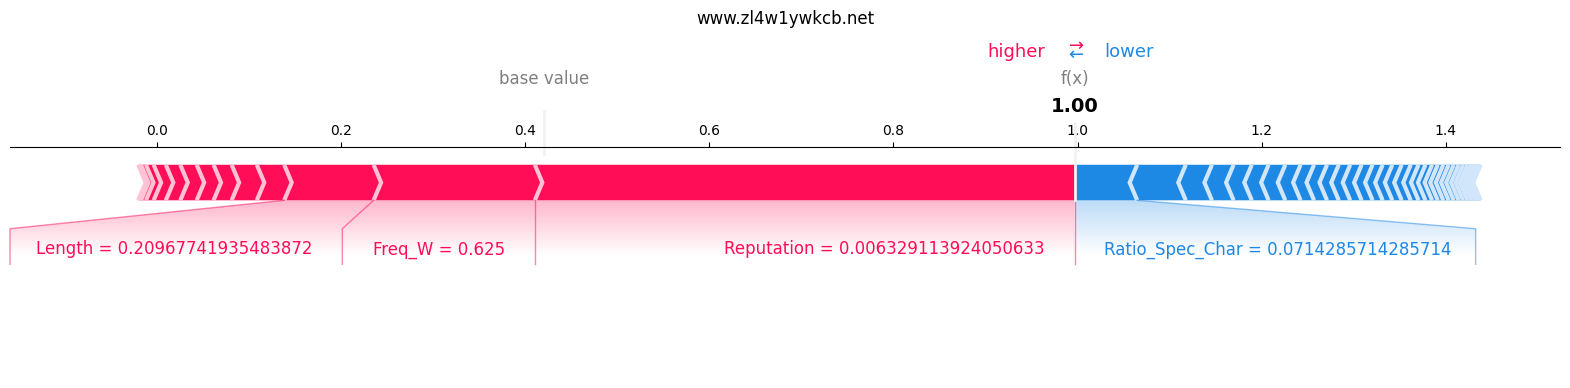 www.zl4w1ywkcb.net
higher → lower
←
base value f(x)
1.00
0.0 0.2 0.4 0.6 0.8 1.0 1.2 1.4
Length = 0.20967741935483872 Freq_W = 0.625 Reputation = 0.006329113924050633 Ratio_Spec_Char = 0.0714285714285714